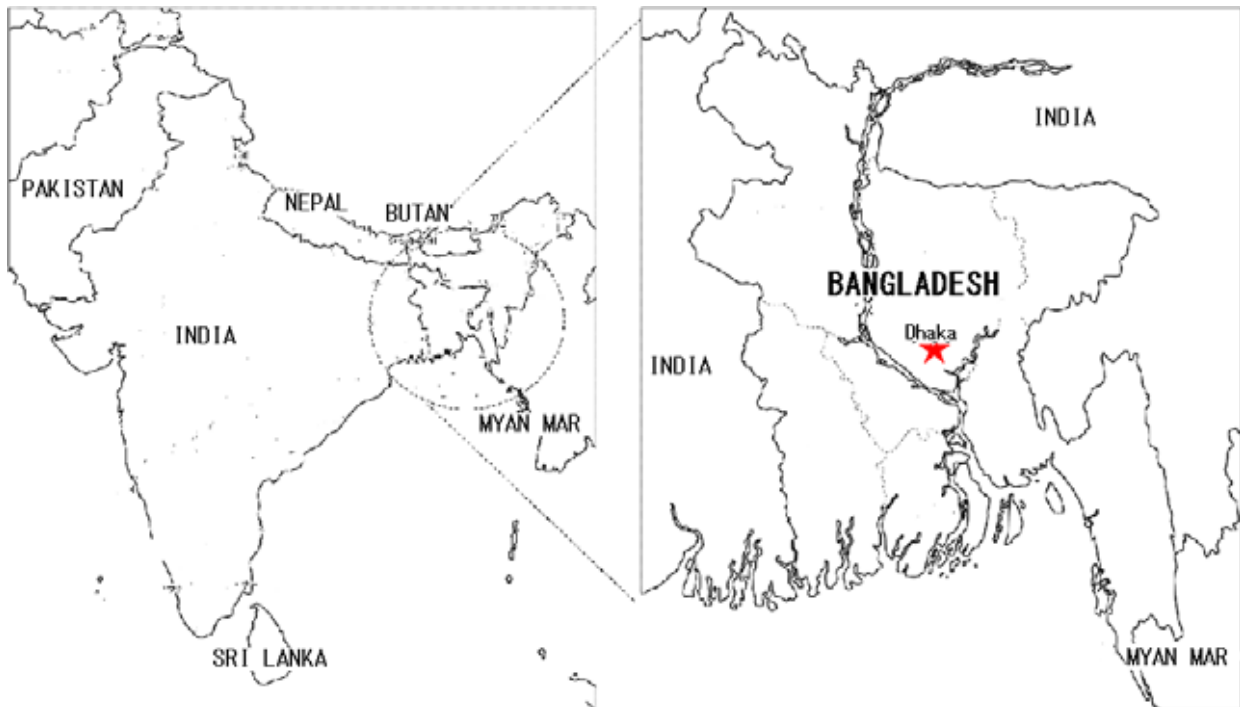 PAKISTAN
NEPAL
BUTAN
INDIA
MYAN MAR
SRI LANKA
INDIA
BANGLADESH
Dhaka
INDIA
MYAN MAR